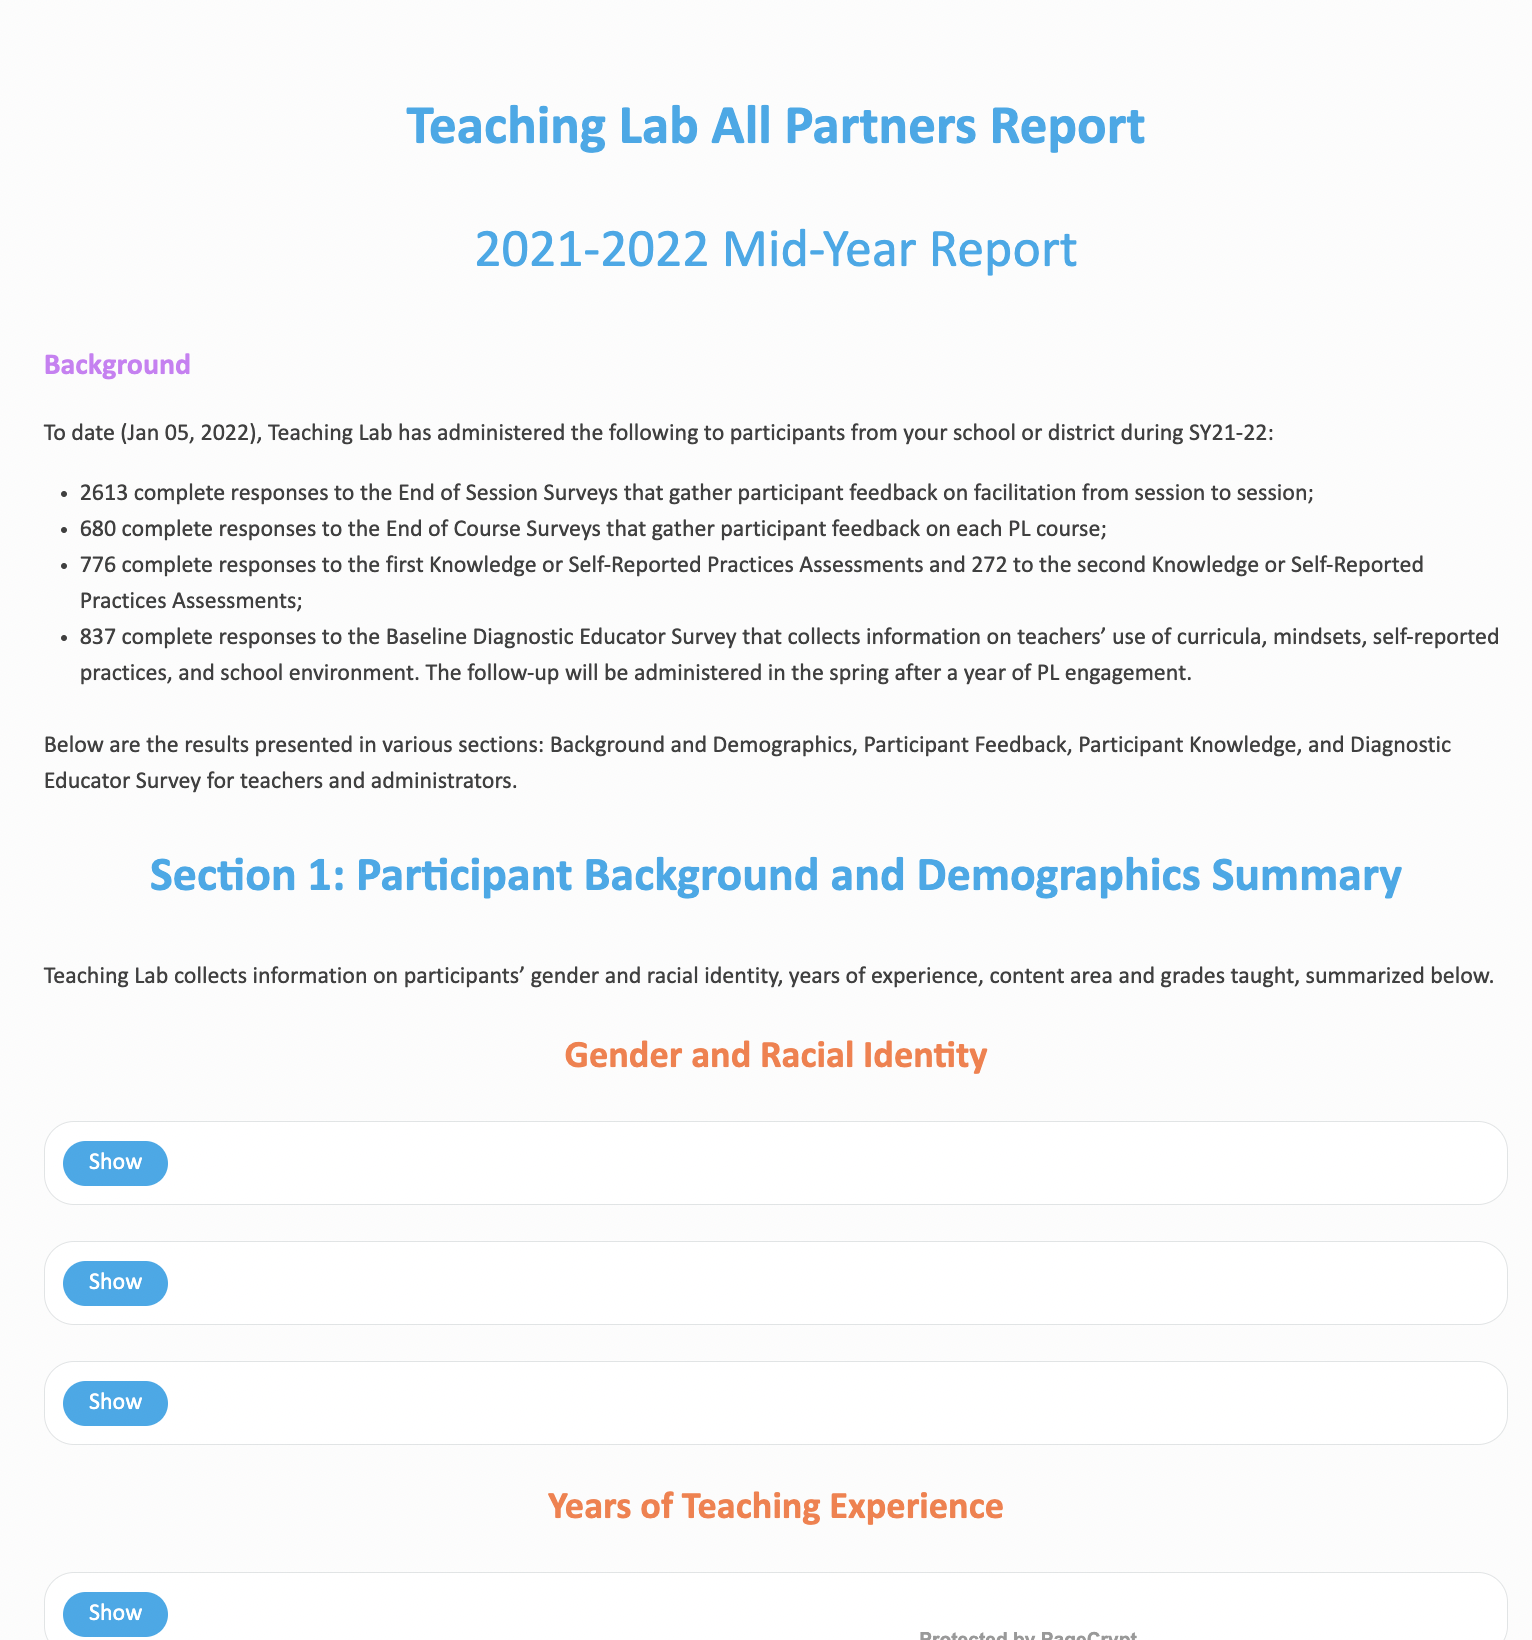 Teaching Lab All Partners Report
2021-2022 Mid-Year Report
Background
To date (Jan 05, 2022), Teaching Lab has administered the following to participants from your school or district during SY21-22:
• 2613 complete responses to the End of Session Surveys that gather participant feedback on facilitation from session to session;
• 680 complete responses to the End of Course Surveys that gather participant feedback on each PL course;
• 776 complete responses to the first Knowledge or Self-Reported Practices Assessments and 272 to the second Knowledge or Self-Reported
Practices Assessments;
• 837 complete responses to the Baseline Diagnostic Educator Survey that collects information on teachers’ use of curricula, mindsets, self-reported
practices, and school environment. The follow-up will be administered in the spring after a year of PL engagement.
Below are the results presented in various sections: Background and Demographics, Participant Feedback, Participant Knowledge, and Diagnostic
Educator Survey for teachers and administrators.
Section 1: Participant Background and Demographics Summary
Teaching Lab collects information on participants’ gender and racial identity, years of experience, content area and grades taught, summarized below.
Gender and Racial Identity
Show
Show
Show
Years of Teaching Experience
Show
Protected by PageCrypt